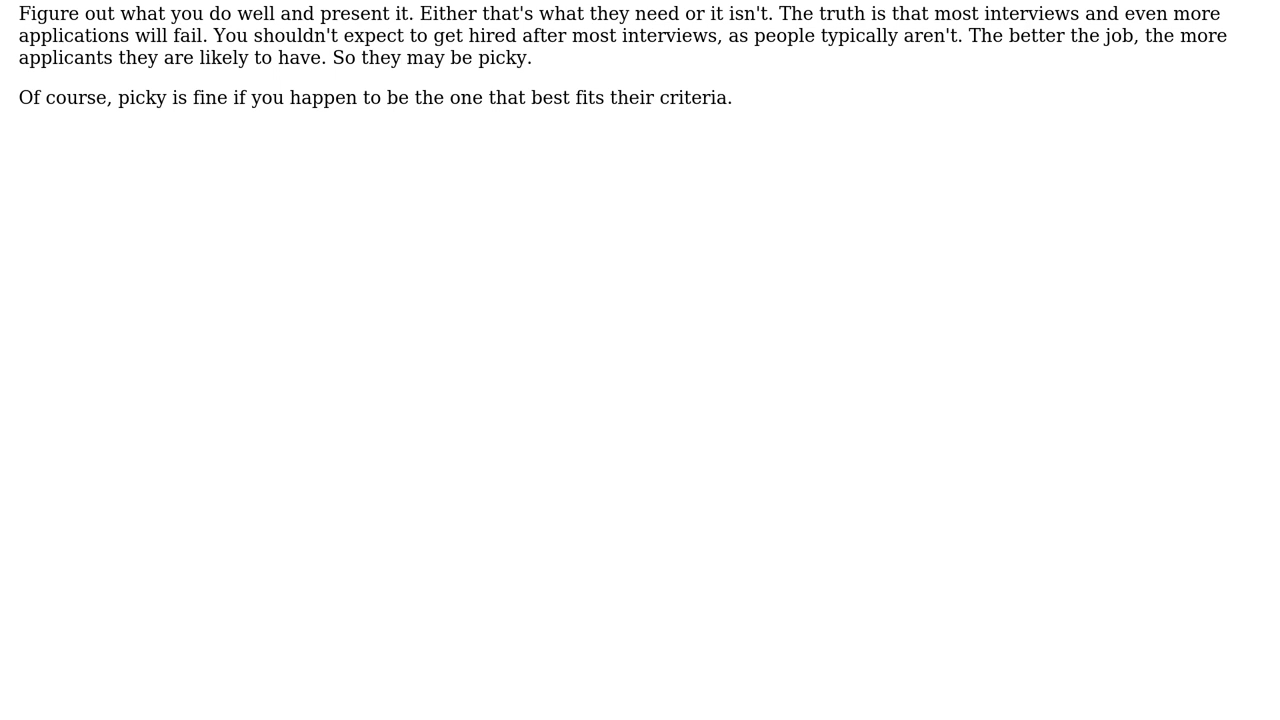 Figure out what you do well and present it. Either that's what they need or it isn't. The truth is that most interviews and even more
applications will fail. You shouldn't expect to get hired after most interviews, as people typically aren't. The better the job, the more
applicants they are likely to have. So they may be picky.
Of course, picky is fine if you happen to be the one that best fits their criteria.